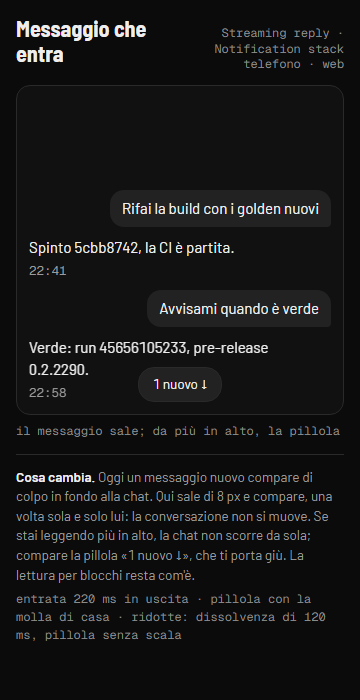 Messaggio che
entra
Streaming reply ·
Notification stack
telefono · web
Rifai la build con i golden nuovi
Spinto 5cbb8742, la CI è partita.
22:41
Avvisami quando è verde
Verde: run 45656105233, pre-release
0.2.2290.
22:58
1 nuovo ↓
il messaggio sale; da più in alto, la pillola
Cosa cambia. Oggi un messaggio nuovo compare di
colpo in fondo alla chat. Qui sale di 8 px e compare, una
volta sola e solo lui: la conversazione non si muove. Se
stai leggendo più in alto, la chat non scorre da sola;
compare la pillola «1 nuovo ↓», che ti porta giù. La
lettura per blocchi resta com'è.
entrata 220 ms in uscita · pillola con la
molla di casa · ridotte: dissolvenza di 120
ms, pillola senza scala